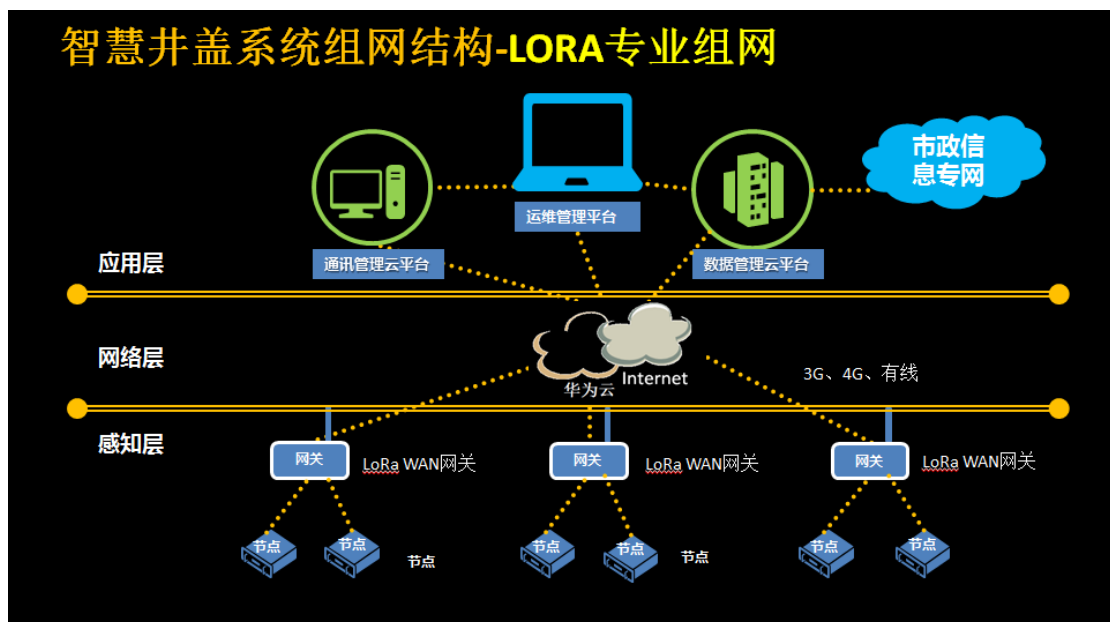 智慧井盖系统组网结构-LORA专业组网
市政信
息专网
运维管理平台
通讯管理云平台
数据管理云平台
应用层
网络层
华为云
Internet
3G、4G、有线
感知层
网关
LoRa WAN网关
网关
LoRa WAN网关
网关
LoRa WAN网关
节点
节点
节点
节点
节点
节点
节点
节点